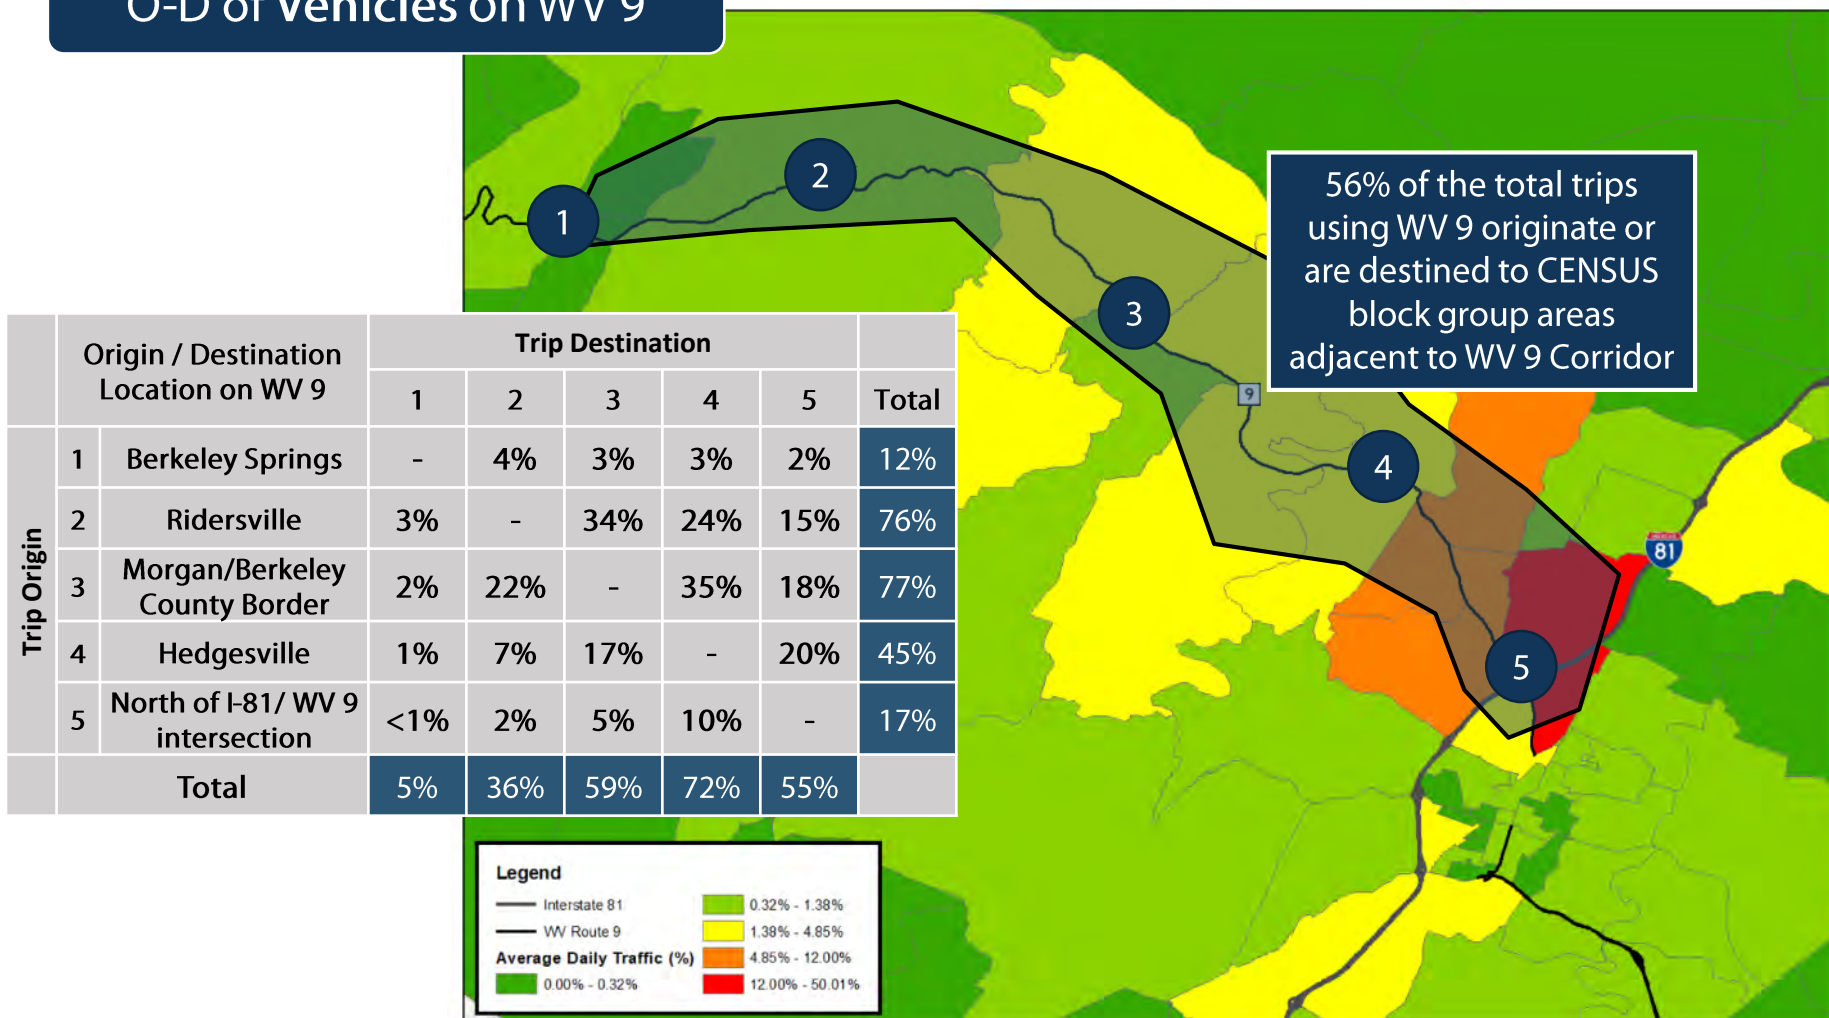 O-D of Vehicles on WV 9
1
2
3
9
4
5
81
56% of the total trips
using WV 9 originate or
are destined to CENSUS
block group areas
adjacent to WV 9 Corridor
Origin / Destination
Location on WV 9
Trip Destination
1 2 3 4 5 Total
Trip Origin
1 Berkeley Springs - 4% 3% 3% 2% 12%
2 Ridersville 3% - 34% 24% 15% 76%
3 Morgan/Berkeley
County Border 2% 22% - 35% 18% 77%
4 Hedgesville 1% 7% 17% - 20% 45%
5 North of I-81/ WV 9
intersection <1% 2% 5% 10% - 17%
Total 5% 36% 59% 72% 55%
Legend
Interstate 81
WV Route 9
Average Daily Traffic (%)
0.00% - 0.32%
0.32% - 1.38%
1.38% - 4.85%
4.85% - 12.00%
12.00% - 50.01%